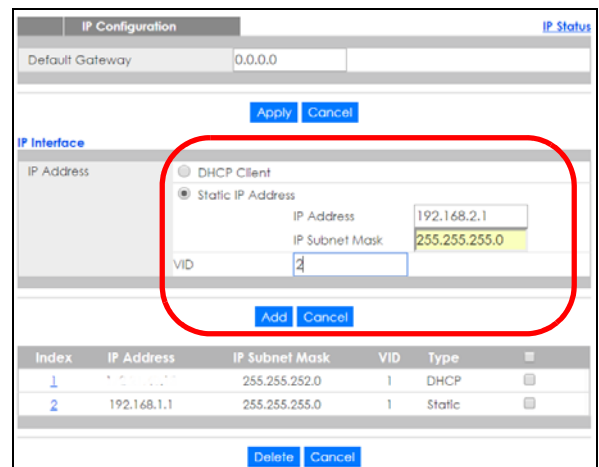 IP Configuration IP Status
Default Gateway 0.0.0.0
Apply Cancel
IP Interface
IP Address DHCP Client
Static IP Address
IP Address 192.168.2.1
IP Subnet Mask 255.255.255.0
VID 2
Add Cancel
Index IP Address IP Subnet Mask VID Type
1 255.255.252.0 1 DHCP
2 192.168.1.1 255.255.255.0 1 Static
Delete Cancel